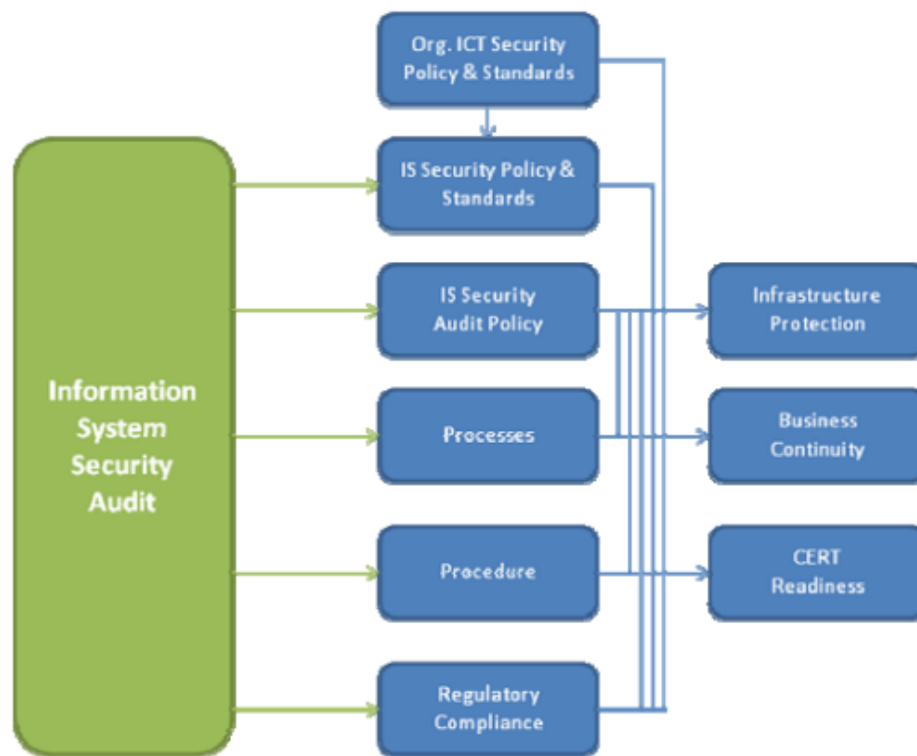 Org. ICT Security
Policy & Standards
IS Security Policy &
Standards
IS Security
Audit Policy
Infrastructure
Protection
Information
System
Security
Audit
Processes
Business
Continuity
Procedure
CERT
Readiness
Regulatory
Compliance